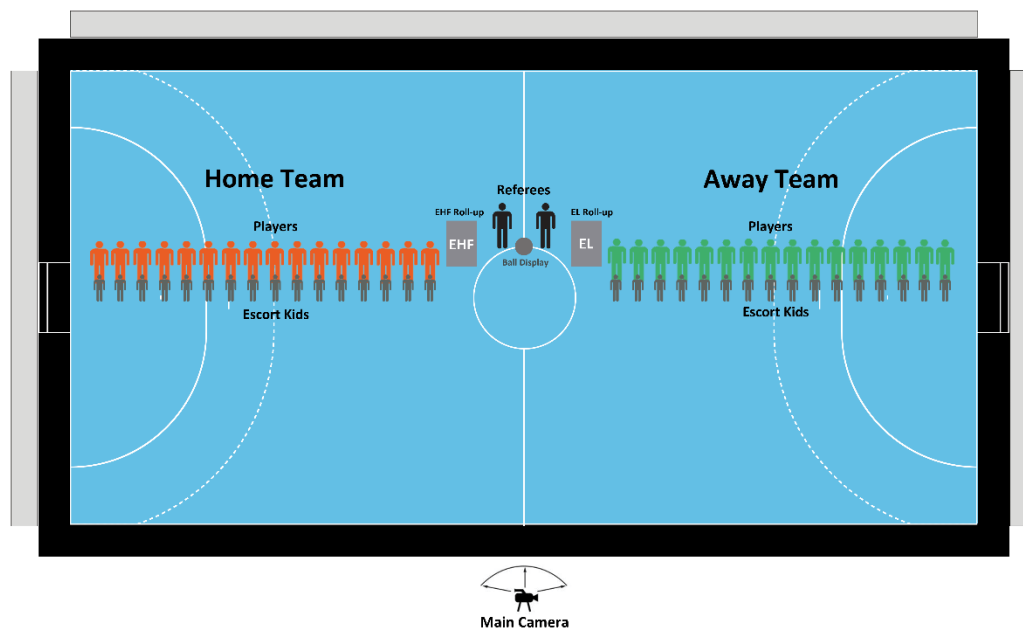 Home Team
Away Team
Referees
EHF Roll-up
EL Roll-up
Players
Players
EHF
EL
Ball Display
Escort Kids
Escort Kids
Main Camera